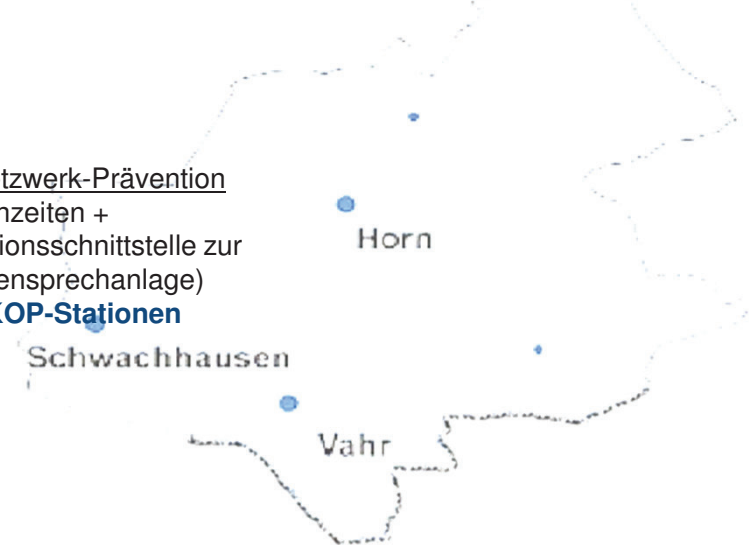 tzwerk-Prävention
nzeiten +
ionsschnittstelle zur
ensprechanlage)
KOP-Stationen
Horn
Schwachhausen
Vahr